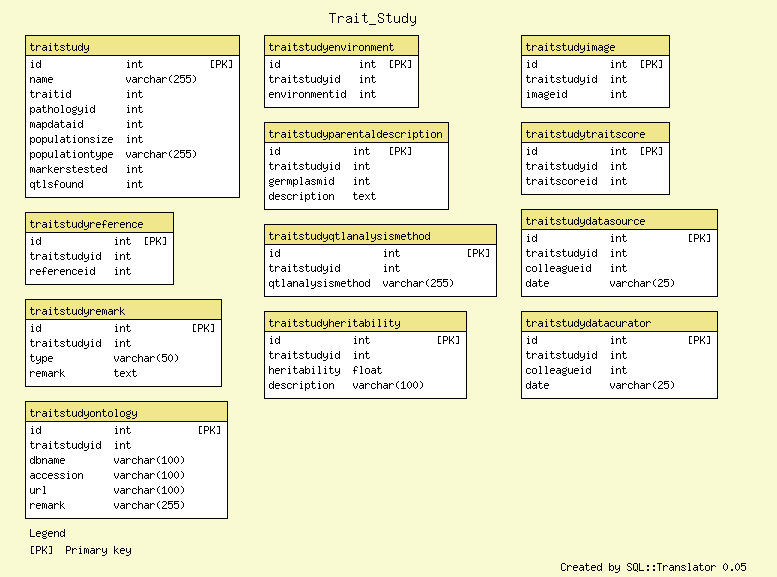 Trait_Study
traitstudy
id int [PK]
name varchar(255)
traitid int
pathologyid int
mapdataid int
populationsize int
populationtype varchar(255)
markerstested int
qtlsfound int
traitstudyreference
id int [PK]
traitstudyid int
referenceid int
traitstudyremark
id int [PK]
traitstudyid int
type varchar(50)
remark text
traitstudyontology
id int [PK]
traitstudyid int
dbname varchar(100)
accession varchar(100)
url varchar(100)
remark varchar(255)
traitstudyenvironment
id int [PK]
traitstudyid int
environmentid int
traitstudyparentaldescription
id int [PK]
traitstudyid int
germplasmid int
description text
traitstudyqtlanalysismethod
id int [PK]
traitstudyid int
qtlanalysismethod varchar(255)
traitstudyheritability
id int [PK]
traitstudyid int
heritability float
description varchar(100)
traitstudyimage
id int [PK]
traitstudyid int
imageid int
traitstudytraitscore
id int [PK]
traitstudyid int
traitscoreid int
traitstudydatasource
id int [PK]
traitstudyid int
colleagueid int
date varchar(25)
traitstudydatacurator
id int [PK]
traitstudyid int
colleagueid int
date varchar(25)
Legend
[PK] Primary key
Created by SQL::Translator 0.05